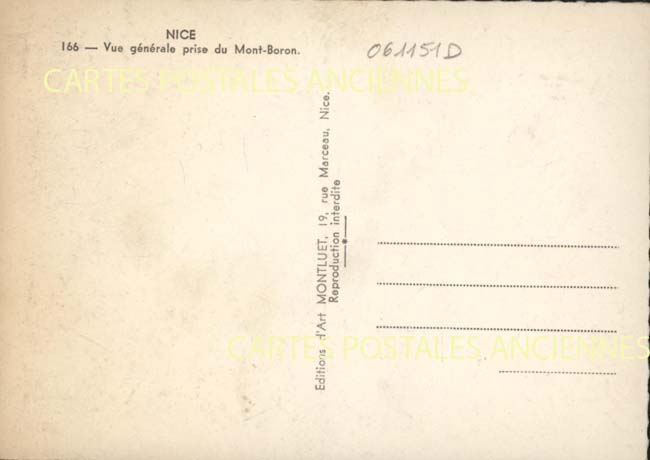 NICE
166 — Vue générale prise du Mont-Boron.
061151D
CARTES POSTALES ANCIENNES
Editions d'Art MONTLUET, 19, rue Marceau, Nice.
Reproduction interdite
CARTES POSTALES ANCIENNES